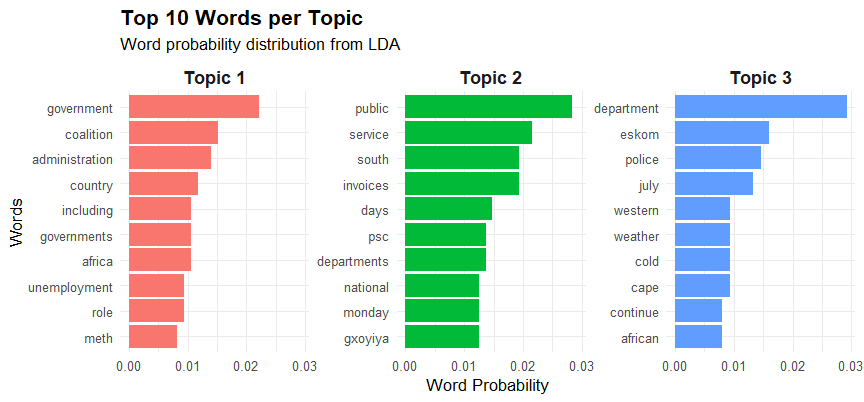 Top 10 Words per Topic
Word probability distribution from LDA
Topic 1
Topic 2
Topic 3
Words
government
coalition
administration
country
including
governments
africa
unemployment
role
meth
0.00 0.01 0.02 0.03
public
service
south
invoices
days
psc
departments
national
monday
gxoyiya
0.00 0.01 0.02 0.03
department
eskom
police
july
western
weather
cold
cape
continue
african
0.00 0.01 0.02 0.03
Word Probability